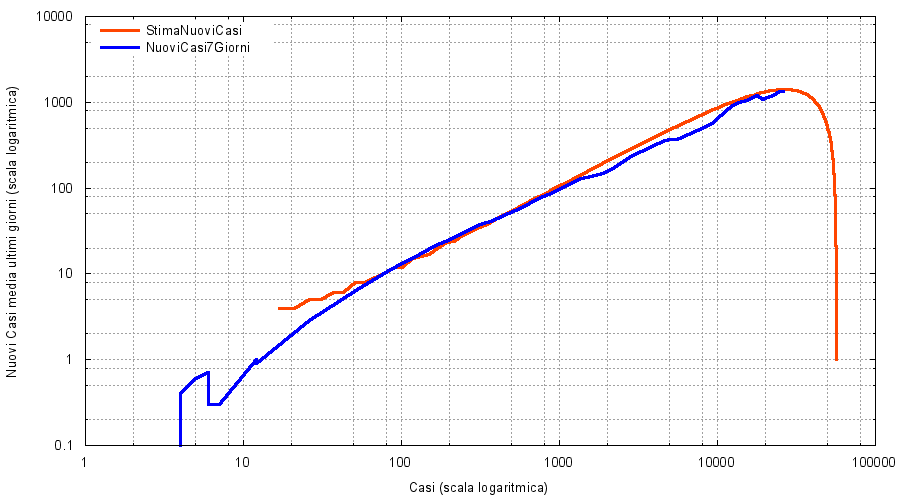 10000
1000
100
10
1
0.1
Nuovi Casi media ultimi giorni (scala logaritmica)
StimaNuoviCasi
NuoviCasi7Giorni
1 10 100 1000 10000 100000
Casi (scala logaritmica)